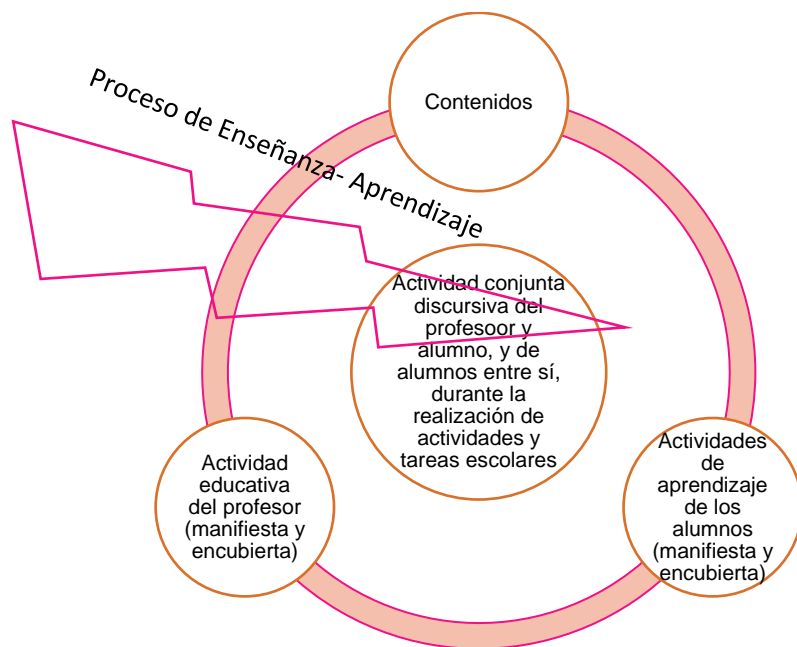 Proceso de Enseñanza- Aprendizaje
Contenidos
Actividad conjunta
discursiva del
profesoor y
alumno, y de
alumnos entre sí,
durante la
realización de
actividades y
tareas escolares
Actividad
educativa
del profesor
(manifiesta y
encubierta)
Actividades
de
aprendizaje
de los
alumnos
(manifiesta y
encubierta)